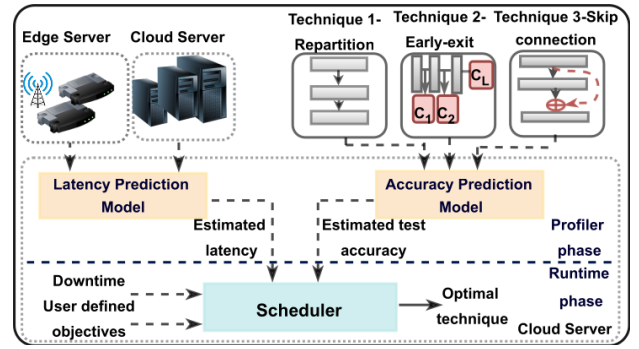 Edge Server
Cloud Server
Technique 1-
Repartition
Technique 2-
Early-exit
Technique 3-Skip
connection
C1
C2
CL
Latency Prediction
Model
Accuracy Prediction
Model
Estimated
latency
Estimated test
accuracy
Profiler
phase
Runtime
phase
Downtime
User defined
objectives
Scheduler
Optimal
technique
Cloud Server